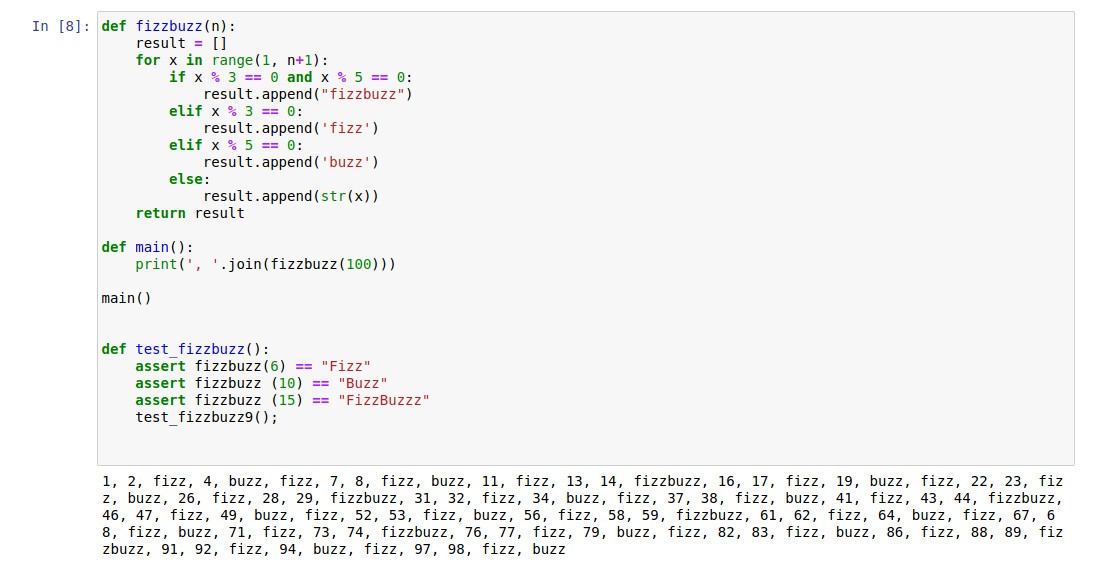 In [8]: def fizzbuzz(n):
    result = []
    for x in range(1, n+1):
        if x % 3 == 0 and x % 5 == 0:
            result.append("fizzbuzz")
        elif x % 3 == 0:
            result.append('fizz')
        elif x % 5 == 0:
            result.append('buzz')
        else:
            result.append(str(x))
    return result

def main():
    print(', '.join(fizzbuzz(100)))

main()


def test_fizzbuzz():
    assert fizzbuzz(6) == "Fizz"
    assert fizzbuzz (10) == "Buzz"
    assert fizzbuzz (15) == "FizzBuzzz"
    test_fizzbuzz9();

1, 2, fizz, 4, buzz, fizz, 7, 8, fizz, buzz, 11, fizz, 13, 14, fizzbuzz, 16, 17, fizz, 19, buzz, fizz, 22, 23, fiz
z, buzz, 26, fizz, 28, 29, fizzbuzz, 31, 32, fizz, 34, buzz, fizz, 37, 38, fizz, buzz, 41, fizz, 43, 44, fizzbuzz,
46, 47, fizz, 49, buzz, fizz, 52, 53, fizz, buzz, 56, fizz, 58, 59, fizzbuzz, 61, 62, fizz, 64, buzz, fizz, 67, 6
8, fizz, buzz, 71, fizz, 73, 74, fizzbuzz, 76, 77, fizz, 79, buzz, fizz, 82, 83, fizz, buzz, 86, fizz, 88, 89, fiz
zbuzz, 91, 92, fizz, 94, buzz, fizz, 97, 98, fizz, buzz